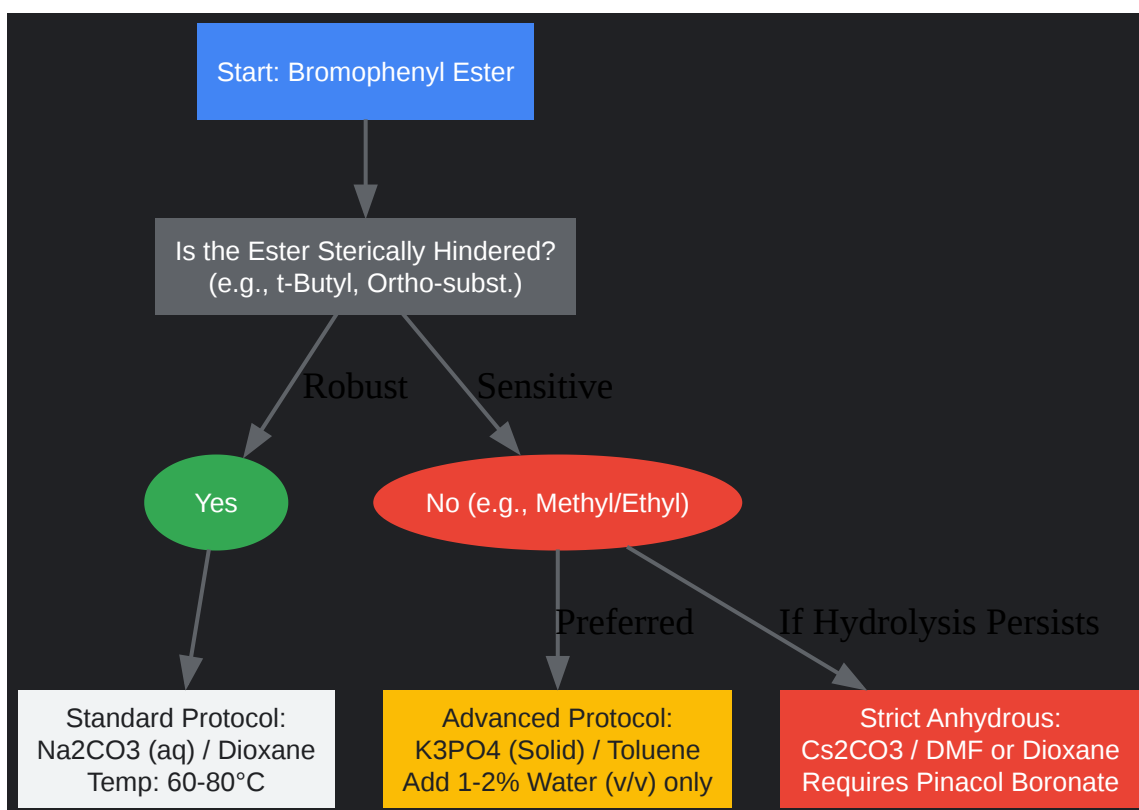 Start: Bromophenyl Ester
Is the Ester Sterically Hindered?
(e.g., t-Butyl, Ortho-subst.)
Robust
Sensitive
Yes
No (e.g., Methyl/Ethyl)
Preferred
If Hydrolysis Persists
Standard Protocol:
Na2CO3 (aq) / Dioxane
Temp: 60-80°C
Advanced Protocol:
K3PO4 (Solid) / Toluene
Add 1-2% Water (v/v) only
Strict Anhydrous:
Cs2CO3 / DMF or Dioxane
Requires Pinacol Boronate